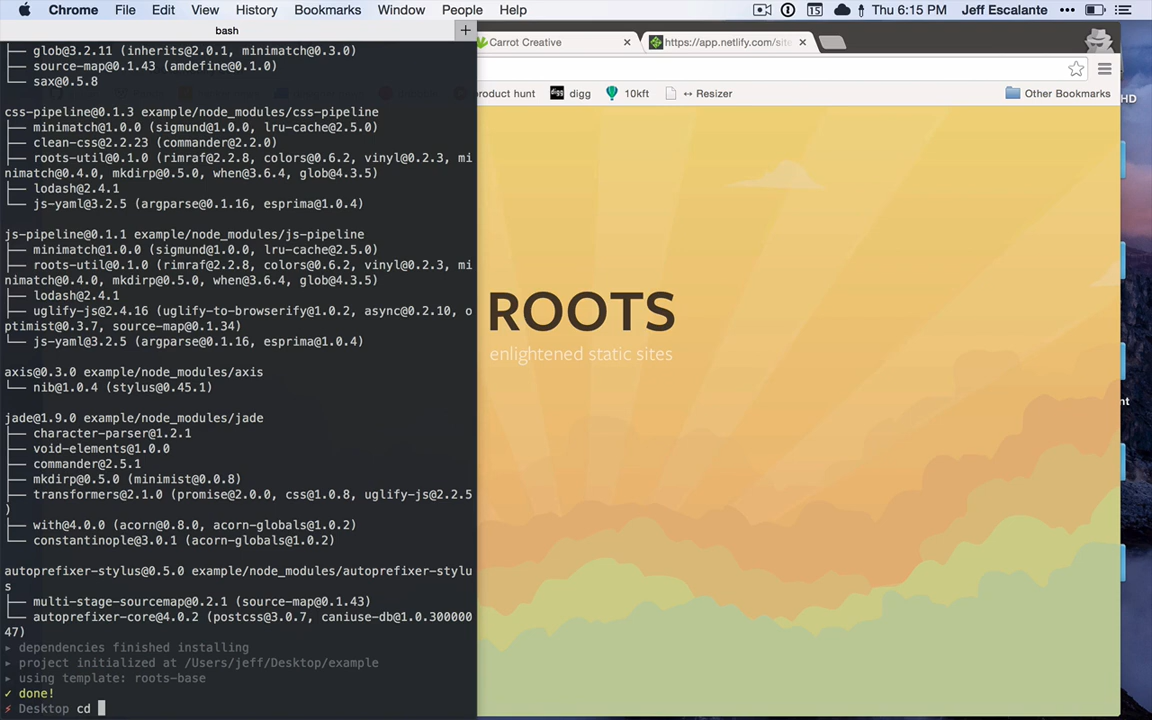 Chrome File Edit View History Bookmarks Window People Help 15 Thu 6:15 PM Jeff Escalante
bash +
├── glob@3.2.11 (inherits@2.0.1, minimatch@0.3.0)
├── source-map@0.1.43 (amdefine@0.1.0)
└── sax@0.5.8
css-pipeline@0.1.3 example/node_modules/css-pipeline
├── minimatch@1.0.0 (sigmund@1.0.0, lru-cache@2.5.0)
├── clean-css@2.2.23 (commander@2.2.0)
├── roots-util@0.1.0 (rimraf@2.2.8, colors@0.6.2, vinyl@0.2.3, mi
nimatch@0.4.0, mkdirp@0.5.0, when@3.6.4, glob@4.3.5)
├── lodash@2.4.1
└── js-yaml@3.2.5 (argparse@0.1.16, esprima@1.0.4)
js-pipeline@0.1.1 example/node_modules/js-pipeline
├── minimatch@1.0.0 (sigmund@1.0.0, lru-cache@2.5.0)
├── roots-util@0.1.0 (rimraf@2.2.8, colors@0.6.2, vinyl@0.2.3, mi
nimatch@0.4.0, mkdirp@0.5.0, when@3.6.4, glob@4.3.5)
├── lodash@2.4.1
├── uglify-js@2.4.16 (uglify-to-browserify@1.0.2, async@0.2.10, o
ptimist@0.3.7, source-map@0.1.34)
└── js-yaml@3.2.5 (argparse@0.1.16, esprima@1.0.4)
axis@0.3.0 example/node_modules/axis
└── nib@1.0.4 (stylus@0.45.1)
jade@1.9.0 example/node_modules/jade
├── character-parser@1.2.1
├── void-elements@1.0.0
├── commander@2.5.1
├── mkdirp@0.5.0 (minimist@0.0.8)
├── transformers@2.1.0 (promise@2.0.0, css@1.0.8, uglify-js@2.2.5
)
├── with@4.0.0 (acorn@0.8.0, acorn-globals@1.0.2)
└── constantinople@3.0.1 (acorn-globals@1.0.2)
autoprefixer-stylus@0.5.0 example/node_modules/autoprefixer-stylu
s
├── multi-stage-sourcemap@0.2.1 (source-map@0.1.43)
└── autoprefixer-core@4.0.2 (postcss@3.0.7, caniuse-db@1.0.300000
47)
▸ dependencies finished installing
▸ project initialized at /Users/jeff/Desktop/example
▸ using template: roots-base
✓ done!
⚡ Desktop cd
Carrot Creative × https://app.netlify.com/site ×
product hunt digg digg 10kft ↔ Resizer Other Bookmarks
HD
ROOTS
enlightened static sites
nt